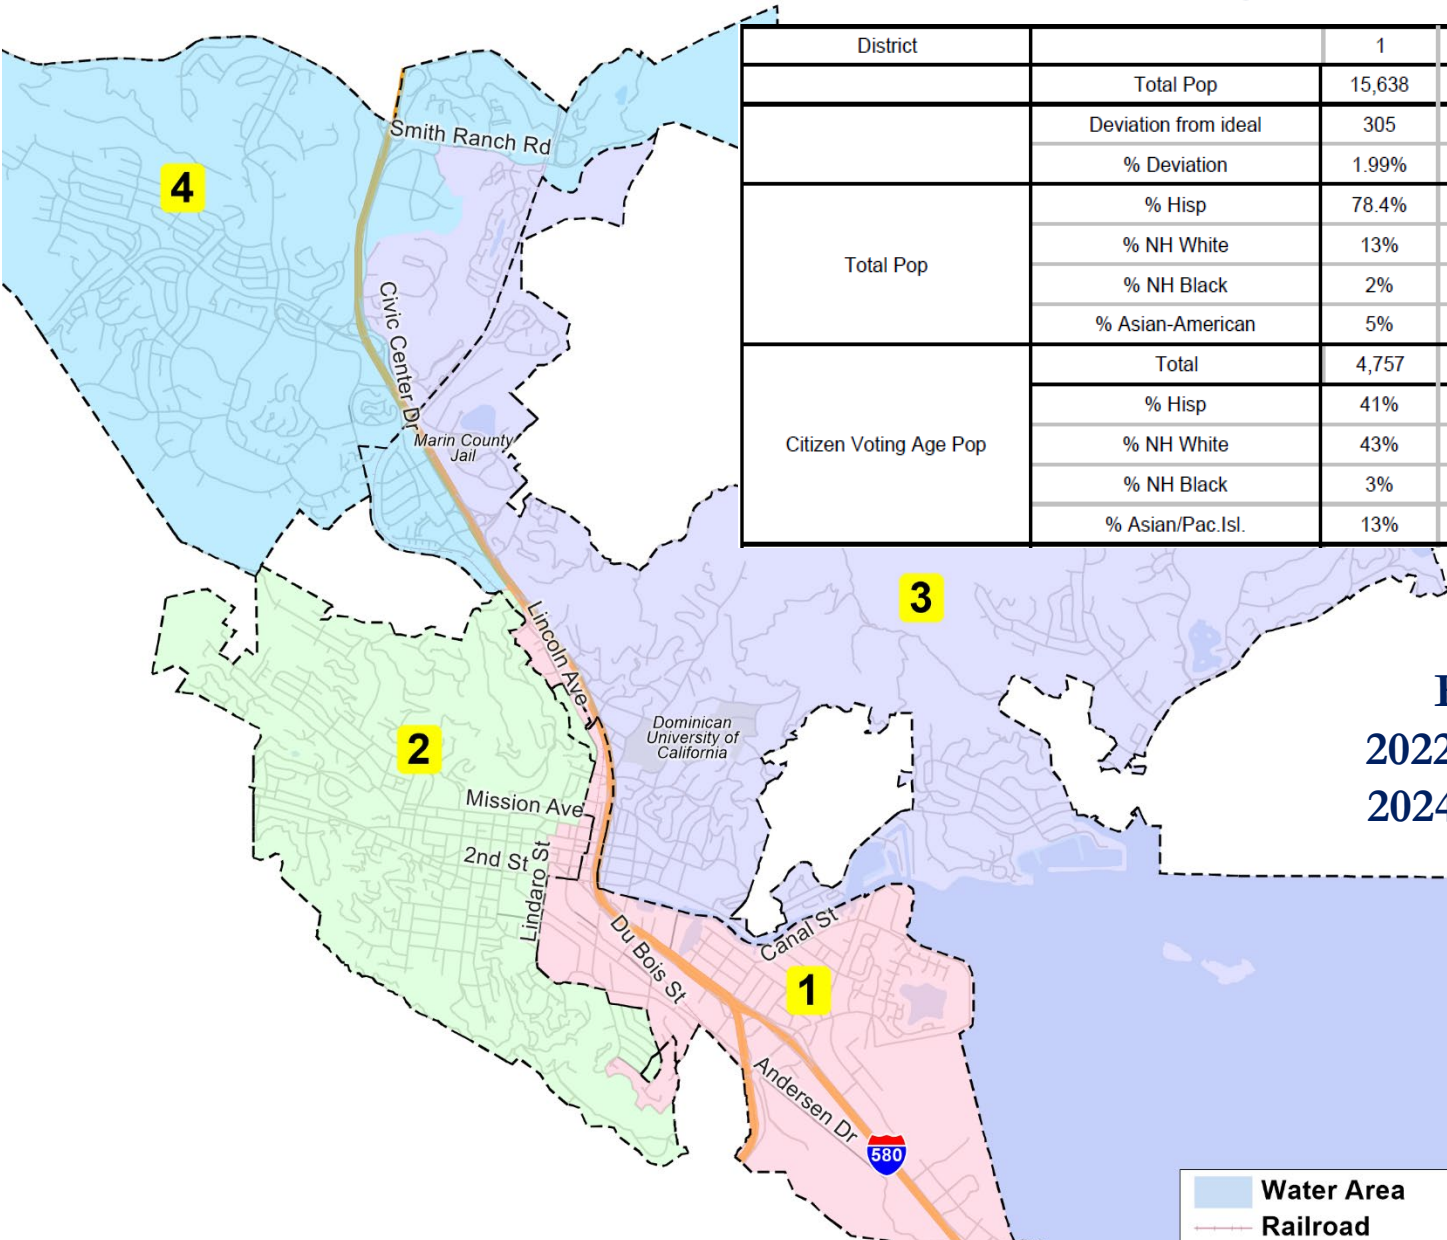 District 1
Total Pop 15,638
Deviation from ideal 305
% Deviation 1.99%
Total Pop
% Hisp 78.4%
% NH White 13%
% NH Black 2%
% Asian-American 5%
Citizen Voting Age Pop
Total 4,757
% Hisp 41%
% NH White 43%
% NH Black 3%
% Asian/Pac.Isl. 13%
Smith Ranch Rd
4
Civic Center Dr
Marin County
Jail
3
Lincoln Ave
Dominican
University of
California
2
2022
2024
Mission Ave
2nd St
Lindaro St
Du Bois St
Canal St
1
Andersen Dr
580
Water Area
Railroad